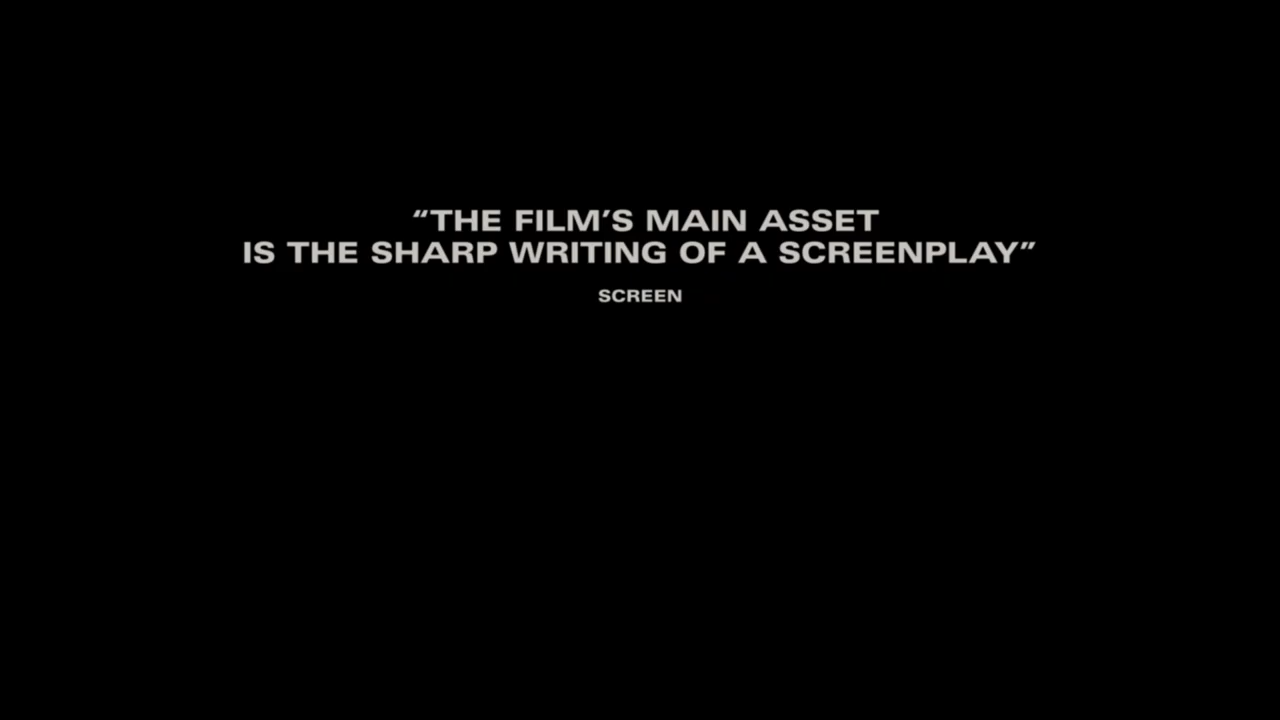 “THE FILM’S MAIN ASSET
IS THE SHARP WRITING OF A SCREENPLAY”
SCREEN